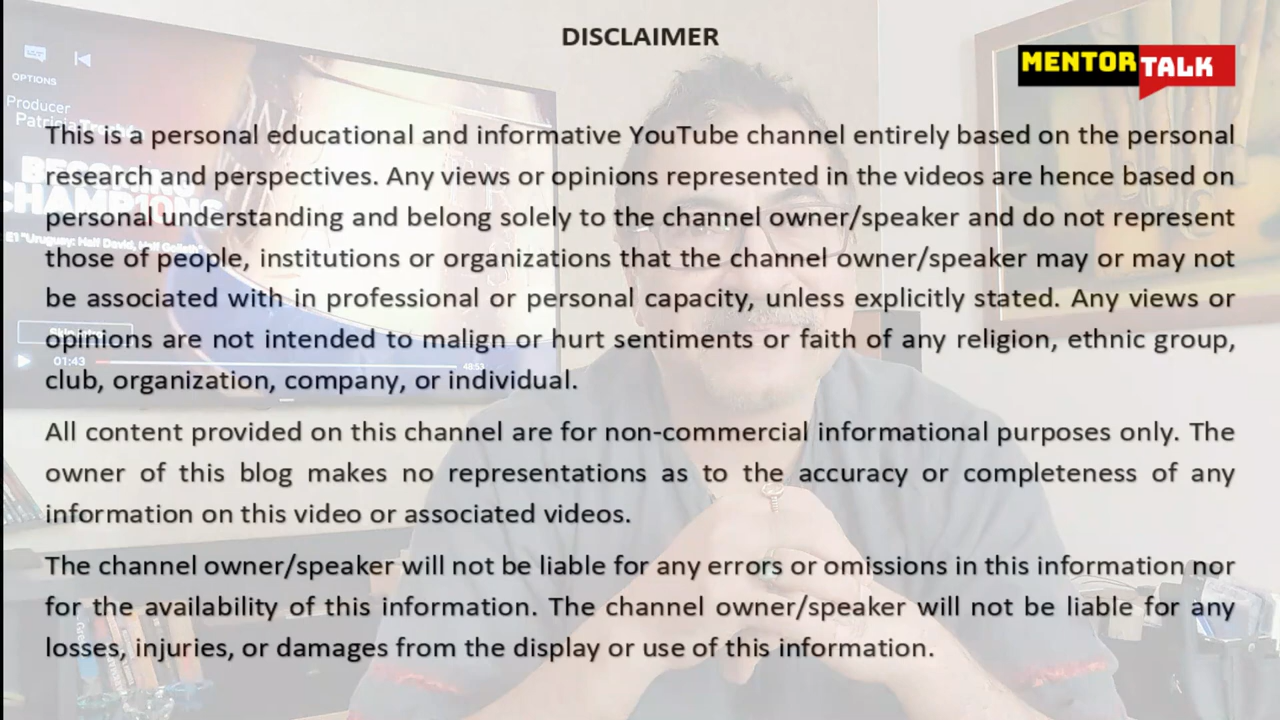 DISCLAIMER
MENTOR TALK
OPTIONS
Producer
This is a personal educational and informative YouTube channel entirely based on the personal
research and perspectives. Any views or opinions represented in the videos are hence based on
personal understanding and belong solely to the channel owner/speaker and do not represent
those of people, institutions or organizations that the channel owner/speaker may or may not
be associated with in professional or personal capacity, unless explicitly stated. Any views or
opinions are not intended to malign or hurt sentiments or faith of any religion, ethnic group,
01:43
48:53
club, organization, company, or individual.
All content provided on this channel are for non-commercial informational purposes only. The
owner of this blog makes no representations as to the accuracy or completeness of any
information on this video or associated videos.
The channel owner/speaker will not be liable for any errors or omissions in this information nor
for the availability of this information. The channel owner/speaker will not be liable for any
losses, injuries, or damages from the display or use of this information.